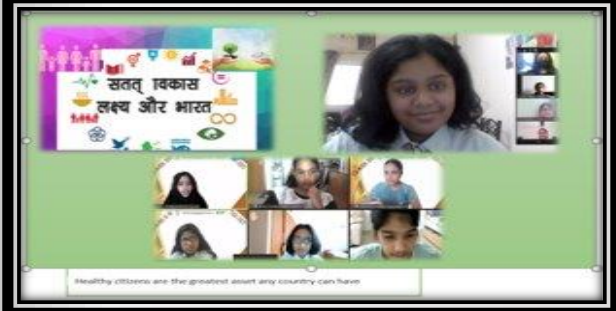 सतत् विकास
लक्ष्य और भारत
Healthy citizens are the greatest asset any country can have